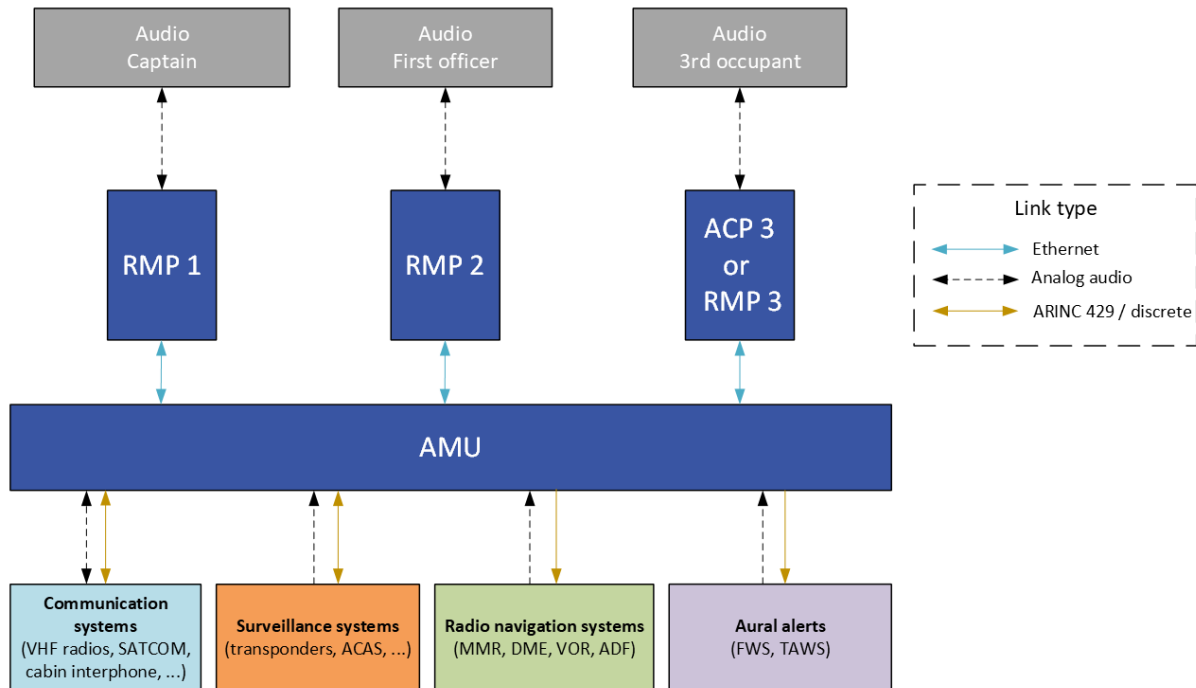 Audio
Captain
Audio
First officer
Audio
3rd occupant
RMP 1
RMP 2
ACP 3
or
RMP 3
Link type
Ethernet
Analog audio
ARINC 429 / discrete
AMU
Communication
systems
(VHF radios, SATCOM,
cabin interphone, ...)
Surveillance systems
(transponders, ACAS, ...)
Radio navigation systems
(MMR, DME, VOR, ADF)
Aural alerts
(FWS, TAWS)